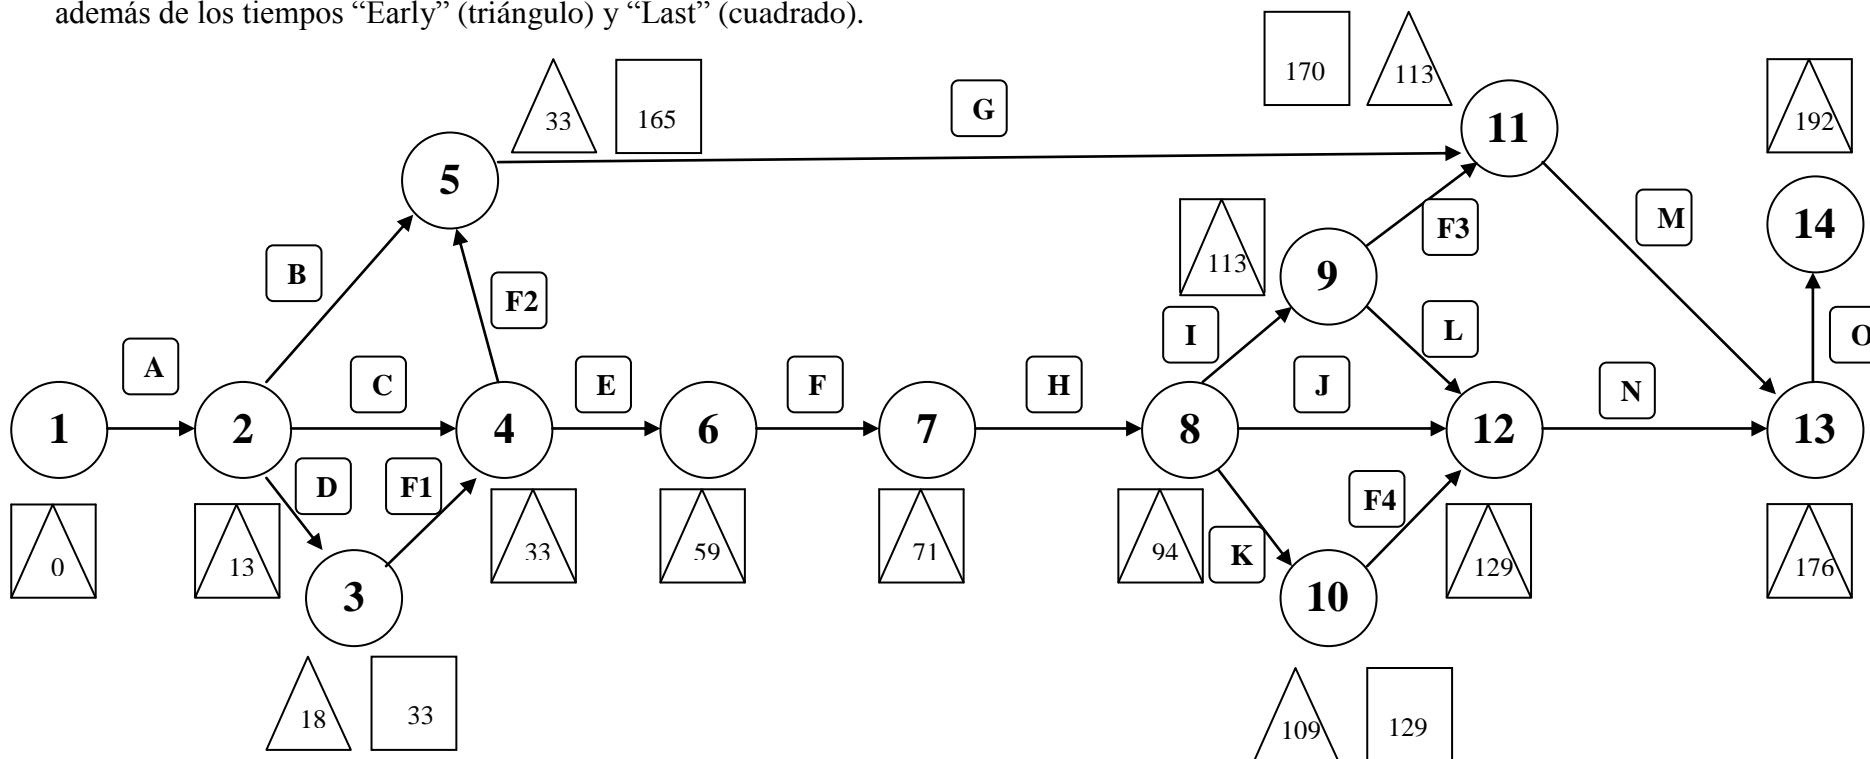 además de los tiempos “Early” (triángulo) y “Last” (cuadrado).
170 113
33 165 G 192
11
5
M 14
F3
B 9
113
F2
I L O
A C E F H J N
1 2 4 6 7 8 12 13
D F1 F4
0 13 33 59 71 94 K 129 176
3 10
18 33 109 129